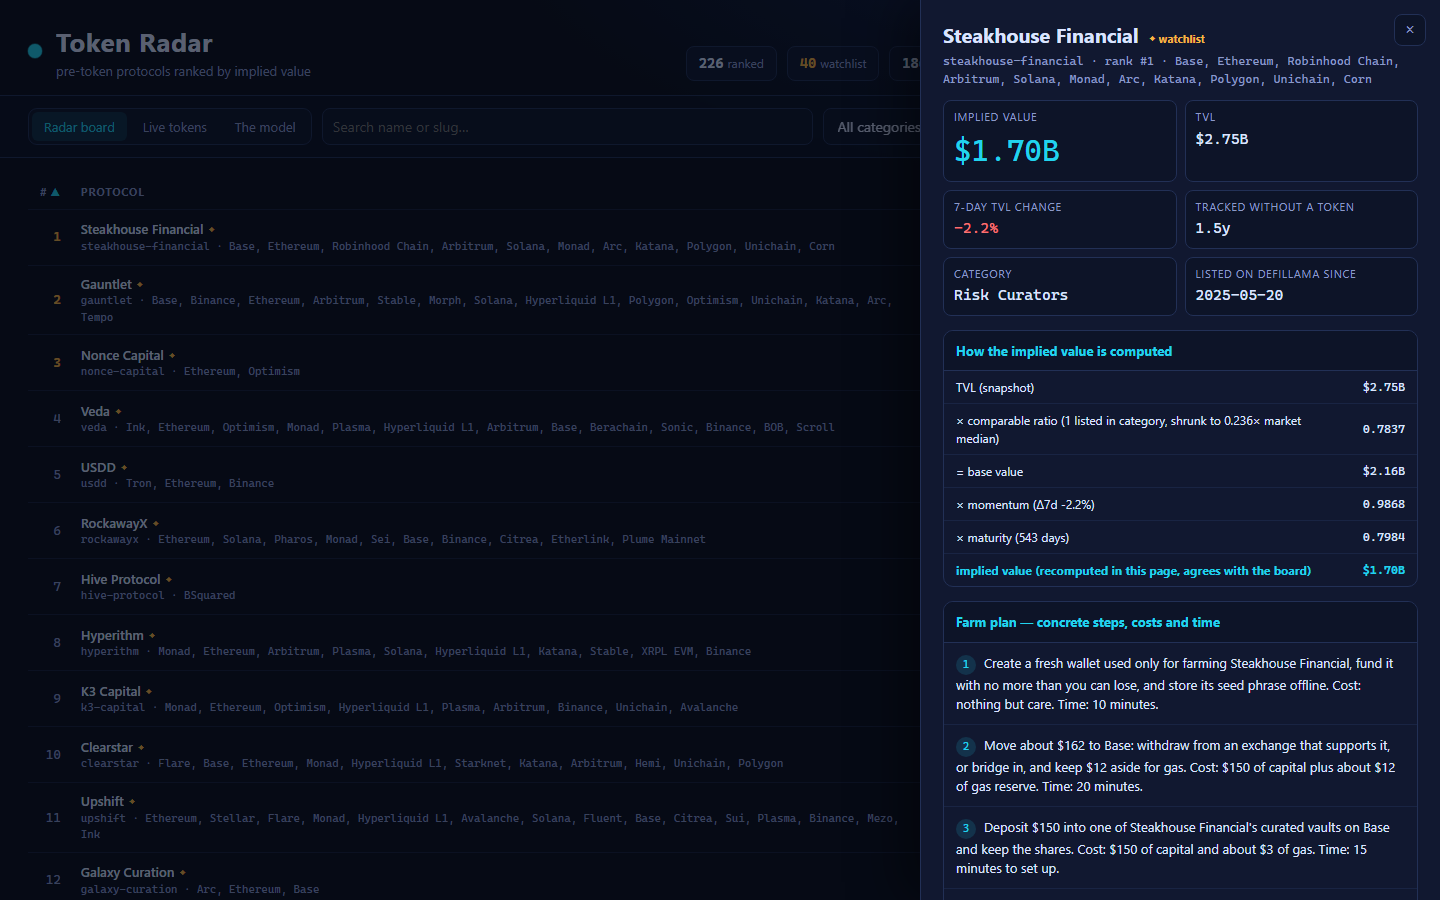 Token Radar
pre-token protocols ranked by implied value
226 ranked
40 watchlist
Radar board
Live tokens
The model
Search name or slug...
All categories
# ▲ PROTOCOL
1 Steakhouse Financial ✦
steakhouse-financial · Base, Ethereum, Robinhood Chain, Arbitrum, Solana, Monad, Arc, Katana, Polygon, Unichain, Corn
2 Gauntlet ✦
gauntlet · Base, Binance, Ethereum, Arbitrum, Stable, Morph, Solana, Hyperliquid L1, Polygon, Optimism, Unichain, Katana, Arc,
Tempo
3 Nonce Capital ✦
nonce-capital · Ethereum, Optimism
4 Veda ✦
veda · Ink, Ethereum, Optimism, Monad, Plasma, Hyperliquid L1, Arbitrum, Base, Berachain, Sonic, Binance, BOB, Scroll
5 USDD ✦
usdd · Tron, Ethereum, Binance
6 RockawayX ✦
rockawayx · Ethereum, Solana, Pharos, Monad, Sei, Base, Binance, Citrea, Etherlink, Plume Mainnet
7 Hive Protocol ✦
hive-protocol · BSquared
8 Hyperithm ✦
hyperithm · Monad, Ethereum, Arbitrum, Plasma, Solana, Hyperliquid L1, Katana, Stable, XRPL EVM, Binance
9 K3 Capital ✦
k3-capital · Monad, Ethereum, Optimism, Hyperliquid L1, Plasma, Arbitrum, Binance, Unichain, Avalanche
10 Clearstar ✦
clearstar · Flare, Base, Ethereum, Monad, Hyperliquid L1, Starknet, Katana, Arbitrum, Hemi, Unichain, Polygon
11 Upshift ✦
upshift · Ethereum, Stellar, Flare, Monad, Hyperliquid L1, Avalanche, Solana, Fluent, Base, Citrea, Sui, Plasma, Binance, Mezo,
Ink
12 Galaxy Curation ✦
galaxy-curation · Arc, Ethereum, Base
Steakhouse Financial ✦ watchlist
×
steakhouse-financial · rank #1 · Base, Ethereum, Robinhood Chain,
Arbitrum, Solana, Monad, Arc, Katana, Polygon, Unichain, Corn
IMPLIED VALUE
$1.70B
TVL
$2.75B
7-DAY TVL CHANGE
−2.2%
TRACKED WITHOUT A TOKEN
1.5y
CATEGORY
Risk Curators
LISTED ON DEFILLAMA SINCE
2025-05-20
How the implied value is computed
TVL (snapshot) $2.75B
× comparable ratio (1 listed in category, shrunk to 0.236× market
median) 0.7837
= base value $2.16B
× momentum (Δ7d -2.2%) 0.9868
× maturity (543 days) 0.7984
implied value (recomputed in this page, agrees with the board) $1.70B
Farm plan — concrete steps, costs and time
1 Create a fresh wallet used only for farming Steakhouse Financial, fund it
with no more than you can lose, and store its seed phrase offline. Cost:
nothing but care. Time: 10 minutes.
2 Move about $162 to Base: withdraw from an exchange that supports it,
or bridge in, and keep $12 aside for gas. Cost: $150 of capital plus about $12
of gas reserve. Time: 20 minutes.
3 Deposit $150 into one of Steakhouse Financial's curated vaults on Base
and keep the shares. Cost: $150 of capital and about $3 of gas. Time: 15
minutes to set up.